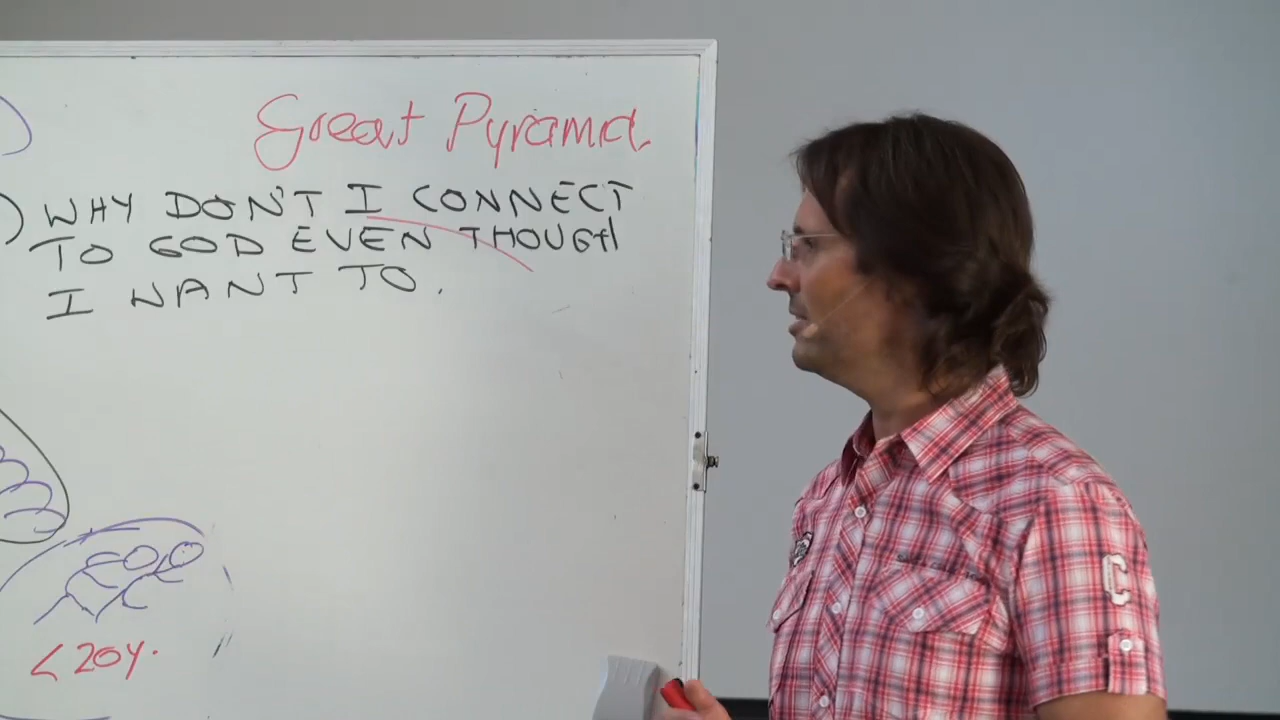 Great Pyramid.
) WHY DON'T I CONNECT
TO GOD EVEN THOUGH
I WANT TO.
<20y.
C